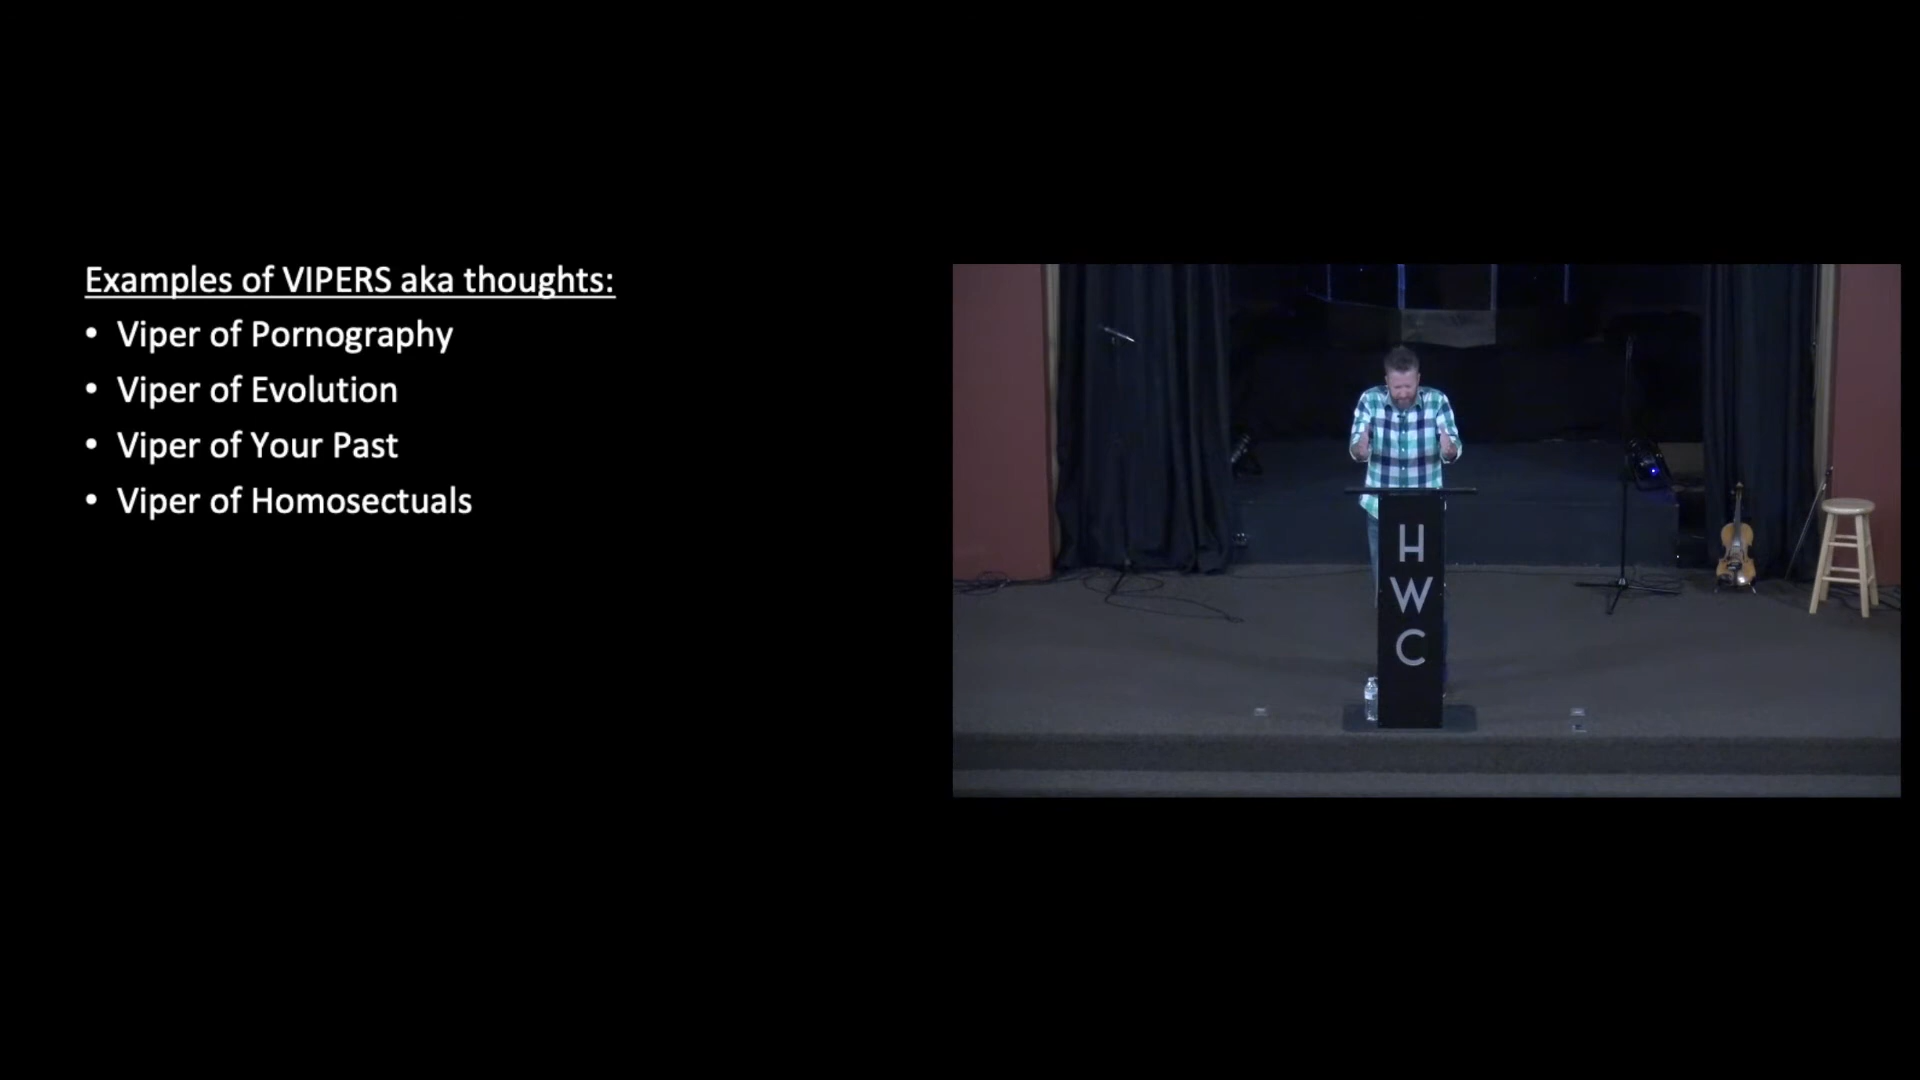 Examples of VIPERS aka thoughts:
• Viper of Pornography
• Viper of Evolution
• Viper of Your Past
• Viper of Homosectuals
H
W
C